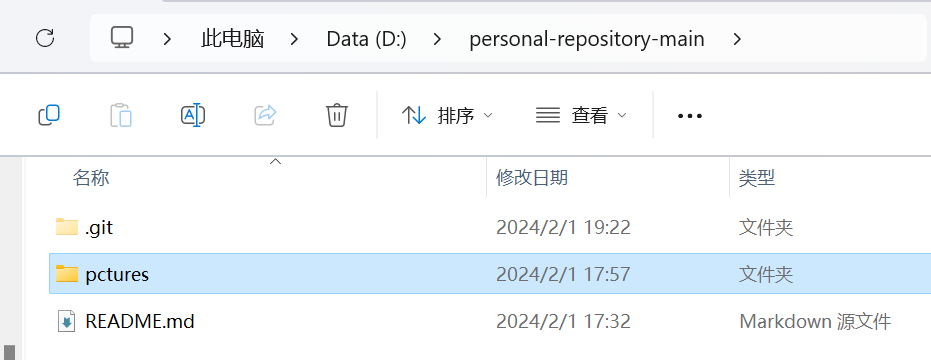 此电脑 Data (D:) personal-repository-main
排序 查看
名称 修改日期 类型
.git 2024/2/1 19:22 文件夹
pctures 2024/2/1 17:57 文件夹
README.md 2024/2/1 17:32 Markdown 源文件